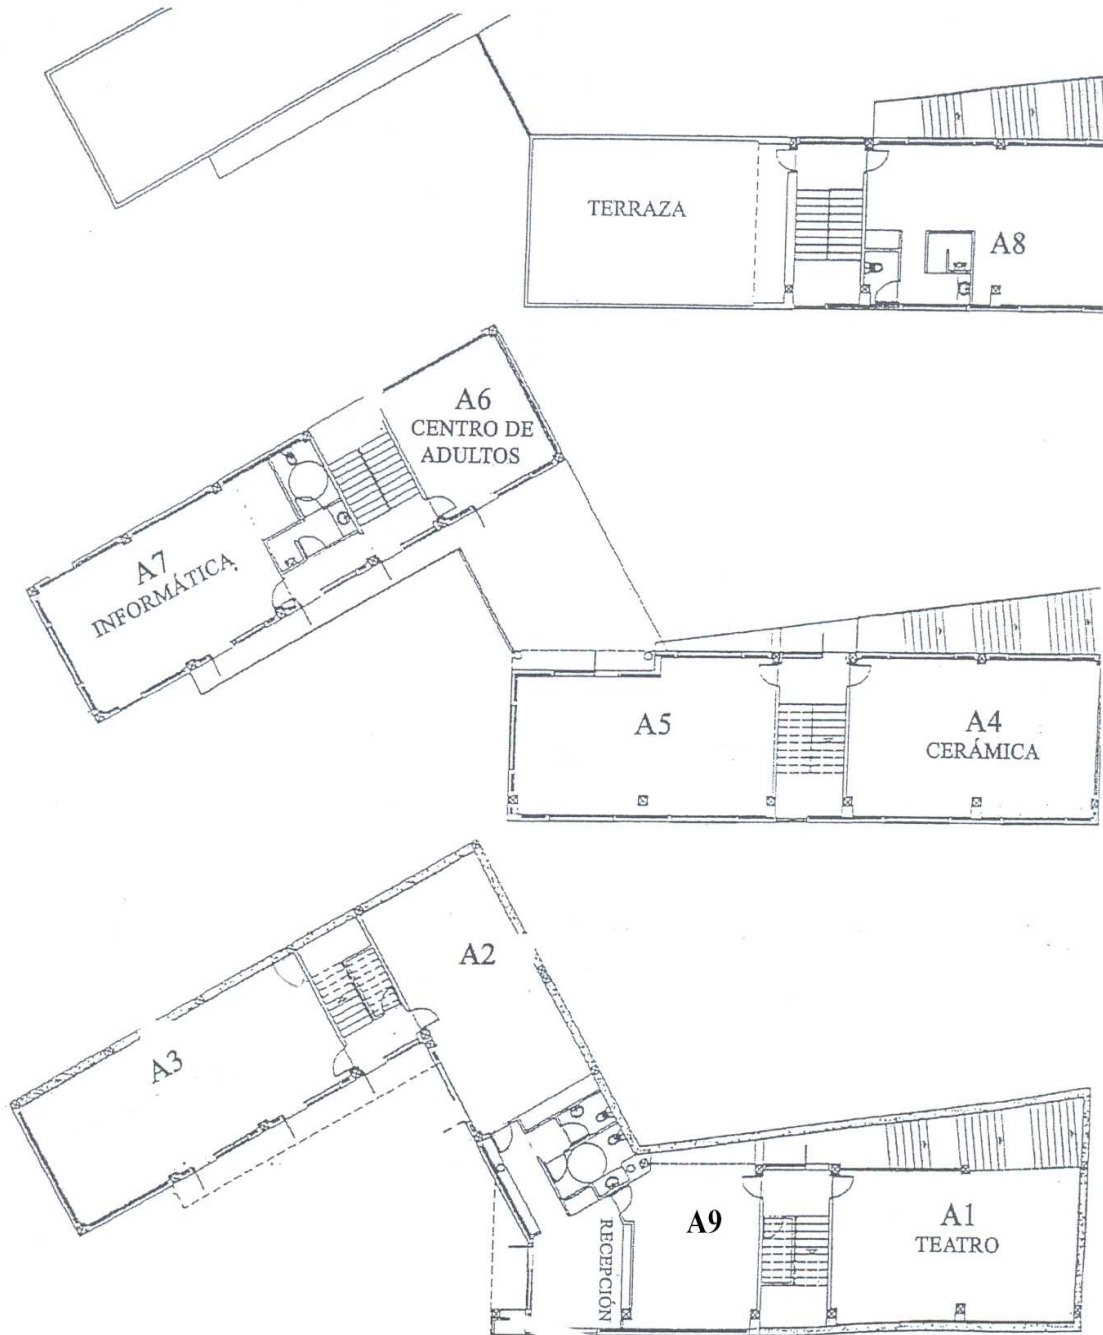 TERRAZA
A8
A6
CENTRO DE
ADULTOS
A7
INFORMÁTICA
A5
A4
CERÁMICA
A2
A3
RECEPCIÓN
A9
A1
TEATRO